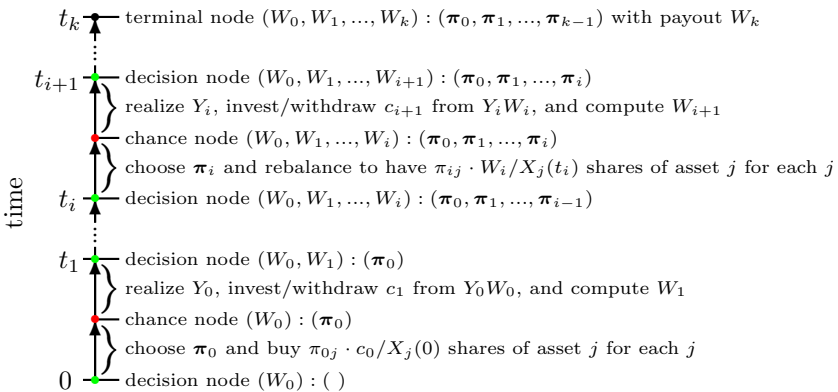 t_k terminal node (W_0, W_1, ..., W_k) : (π_0, π_1, ..., π_{k−1}) with payout W_k
t_{i+1} decision node (W_0, W_1, ..., W_{i+1}) : (π_0, π_1, ..., π_i)
realize Y_i, invest/withdraw c_{i+1} from Y_iW_i, and compute W_{i+1}
chance node (W_0, W_1, ..., W_i) : (π_0, π_1, ..., π_i)
choose π_i and rebalance to have π_{ij} · W_i/X_j(t_i) shares of asset j for each j
t_i decision node (W_0, W_1, ..., W_i) : (π_0, π_1, ..., π_{i−1})
time
t_1 decision node (W_0, W_1) : (π_0)
realize Y_0, invest/withdraw c_1 from Y_0W_0, and compute W_1
chance node (W_0) : (π_0)
choose π_0 and buy π_{0j} · c_0/X_j(0) shares of asset j for each j
0 decision node (W_0) : ( )